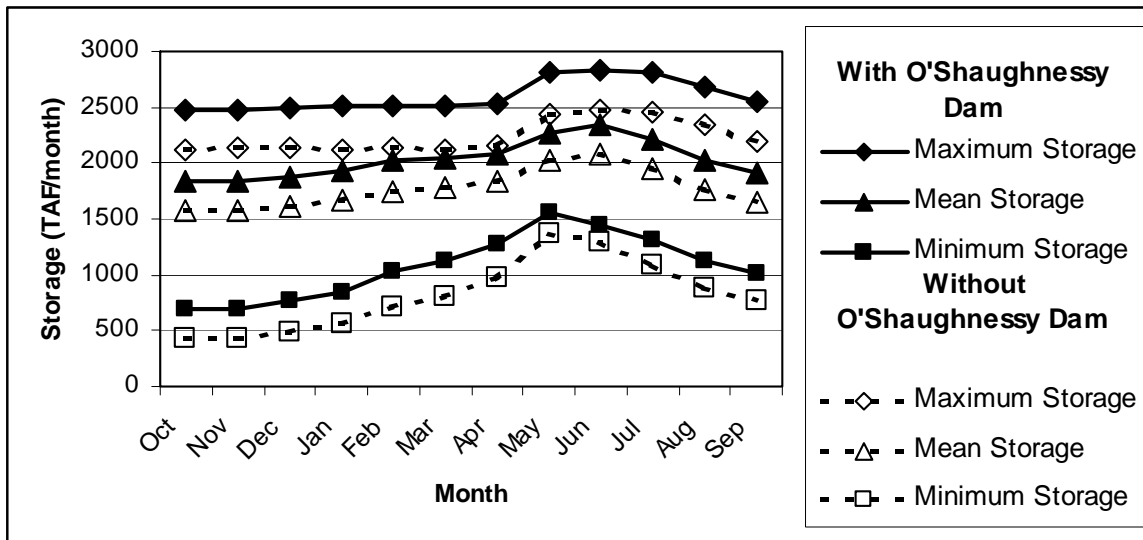 3000
2500
2000
1500
1000
500
0
Storage (TAF/month)
Oct
Nov
Dec
Jan
Feb
Mar
Apr
May
Jun
Jul
Aug
Sep
Month
With O'Shaughnessy
Dam
Maximum Storage
Mean Storage
Minimum Storage
Without
O'Shaughnessy Dam
Maximum Storage
Mean Storage
Minimum Storage